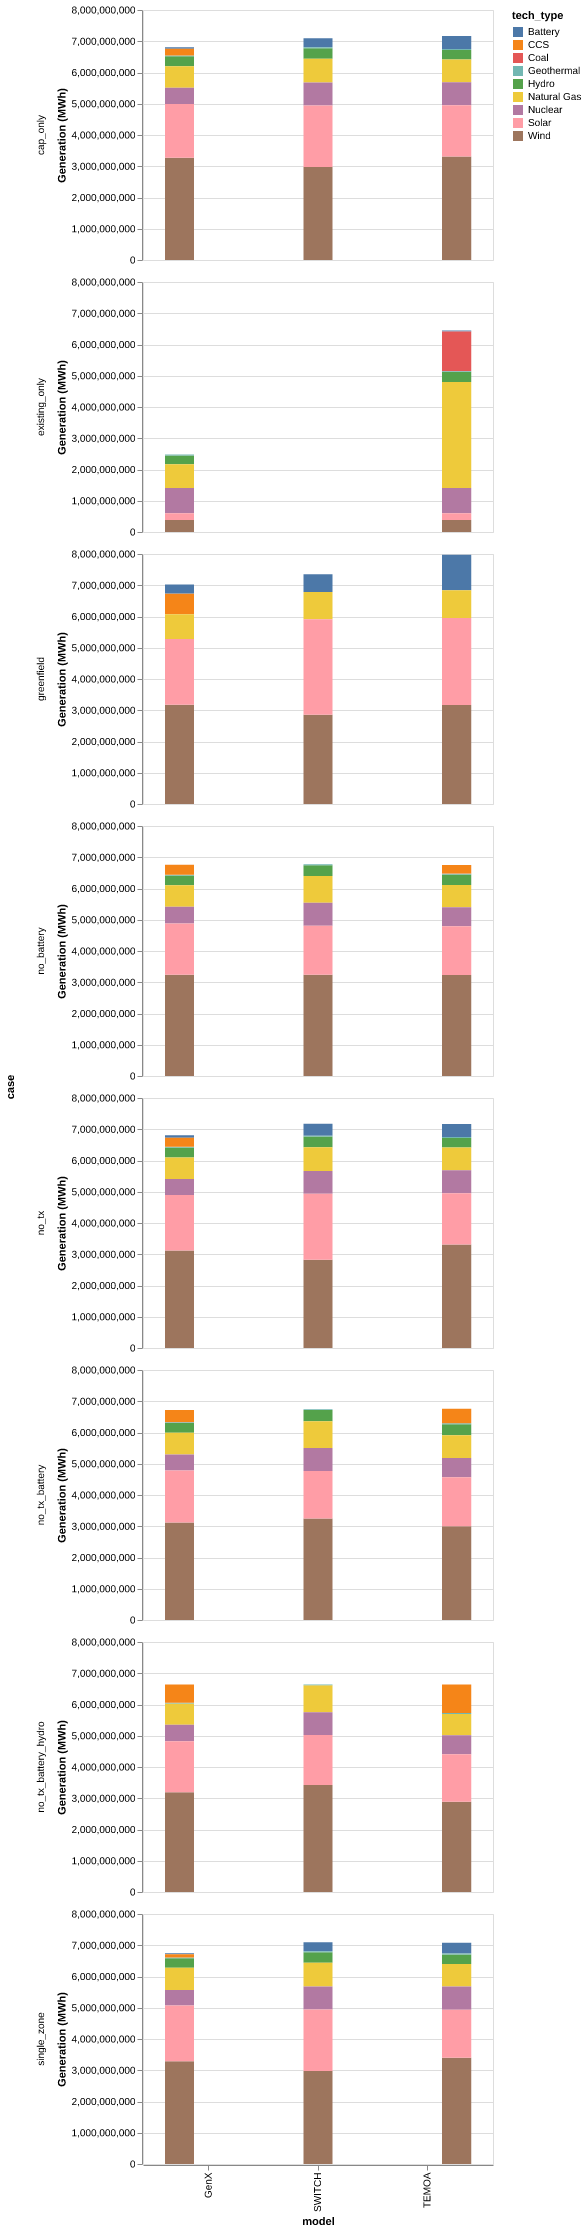 tech_type
Battery
CCS
Coal
Geothermal
Hydro
Natural Gas
Nuclear
Solar
Wind
case
cap_only
Generation (MWh)
8,000,000,000
7,000,000,000
6,000,000,000
5,000,000,000
4,000,000,000
3,000,000,000
2,000,000,000
1,000,000,000
0
existing_only
Generation (MWh)
8,000,000,000
7,000,000,000
6,000,000,000
5,000,000,000
4,000,000,000
3,000,000,000
2,000,000,000
1,000,000,000
0
greenfield
Generation (MWh)
8,000,000,000
7,000,000,000
6,000,000,000
5,000,000,000
4,000,000,000
3,000,000,000
2,000,000,000
1,000,000,000
0
no_battery
Generation (MWh)
8,000,000,000
7,000,000,000
6,000,000,000
5,000,000,000
4,000,000,000
3,000,000,000
2,000,000,000
1,000,000,000
0
no_tx
Generation (MWh)
8,000,000,000
7,000,000,000
6,000,000,000
5,000,000,000
4,000,000,000
3,000,000,000
2,000,000,000
1,000,000,000
0
no_tx_battery
Generation (MWh)
8,000,000,000
7,000,000,000
6,000,000,000
5,000,000,000
4,000,000,000
3,000,000,000
2,000,000,000
1,000,000,000
0
no_tx_battery_hydro
Generation (MWh)
8,000,000,000
7,000,000,000
6,000,000,000
5,000,000,000
4,000,000,000
3,000,000,000
2,000,000,000
1,000,000,000
0
single_zone
Generation (MWh)
8,000,000,000
7,000,000,000
6,000,000,000
5,000,000,000
4,000,000,000
3,000,000,000
2,000,000,000
1,000,000,000
0
GenX
SWITCH
TEMOA
model